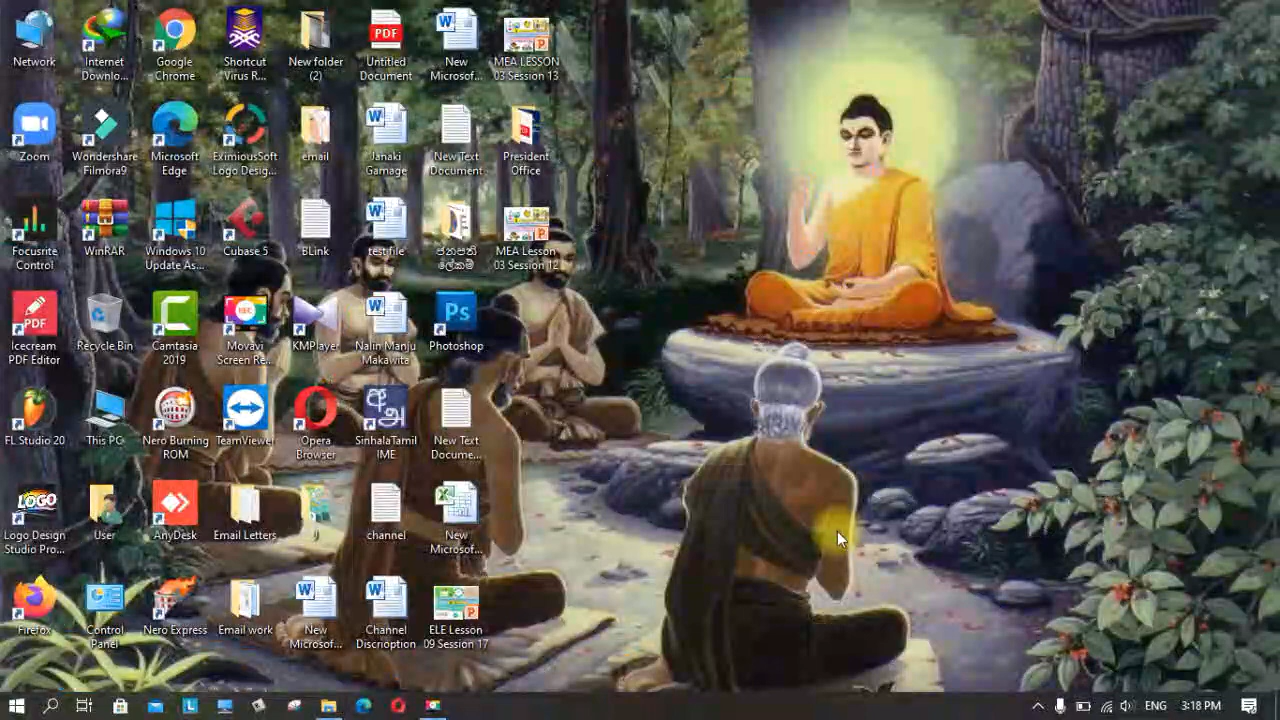 Network
Internet
Downlo...
Google
Chrome
Shortcut
Virus R...
New folder
(2)
PDF
Untitled
Document
New
Microsof...
MEA LESSON
03 Session 13
Zoom
Wondershare
Filmora9
Microsoft
Edge
EximiousSoft
Logo Desig...
email
Janaki
Gamage
New Text
Document
President
Office
Focusrite
Control
WinRAR
Windows 10
Update As...
Cubase 5
BLink
test file
ජනපති
ලේකම්
MEA Lesson
03 Session 12
PDF
Icecream
PDF Editor
Recycle Bin
Camtasia
2019
REC
Movavi
Screen Re...
KMPlayer
Nalin Manju
Makawita
Ps
Photoshop
FL Studio 20
This PC
Nero Burning
ROM
TeamViewer
Opera
Browser
අ
SinhalaTamil
IME
New Text
Docume...
LOGO
Logo Design
Studio Pro...
User
AnyDesk
Email Letters
channel
New
Microsof...
Firefox
Control
Panel
Nero Express
Email work
New
Microsof...
Channel
Discrioption
ELE Lesson
09 Session 17
ENG
3:18 PM